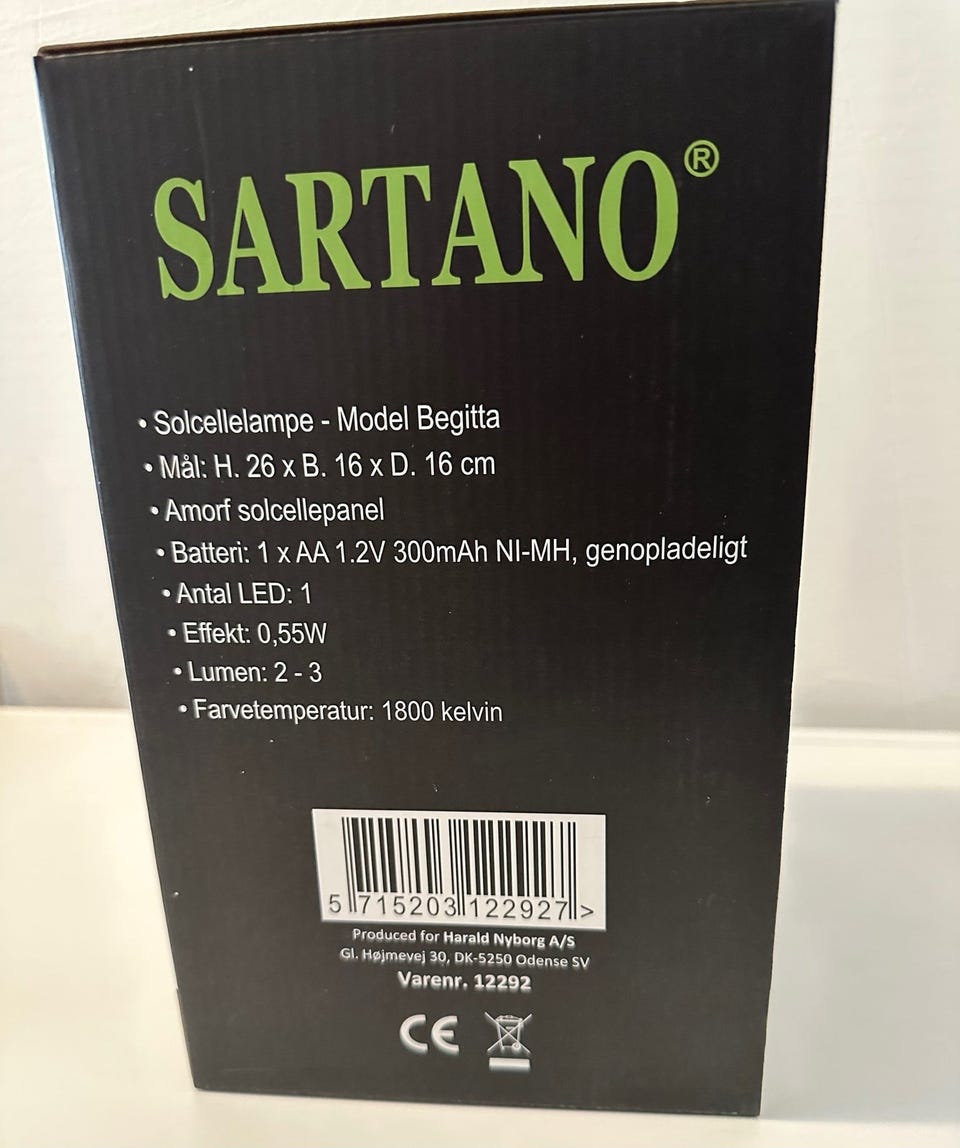 SARTANO®
• Solcellelampe - Model Begitta
• Mål: H. 26 x B. 16 x D. 16 cm
• Amorf solcellepanel
• Batteri: 1 x AA 1.2V 300mAh NI-MH, genopladeligt
• Antal LED: 1
• Effekt: 0,55W
• Lumen: 2 - 3
• Farvetemperatur: 1800 kelvin
5 715203 122927 >
Produced for Harald Nyborg A/S
Gl. Højmevej 30, DK-5250 Odense SV
Varenr. 12292
CE